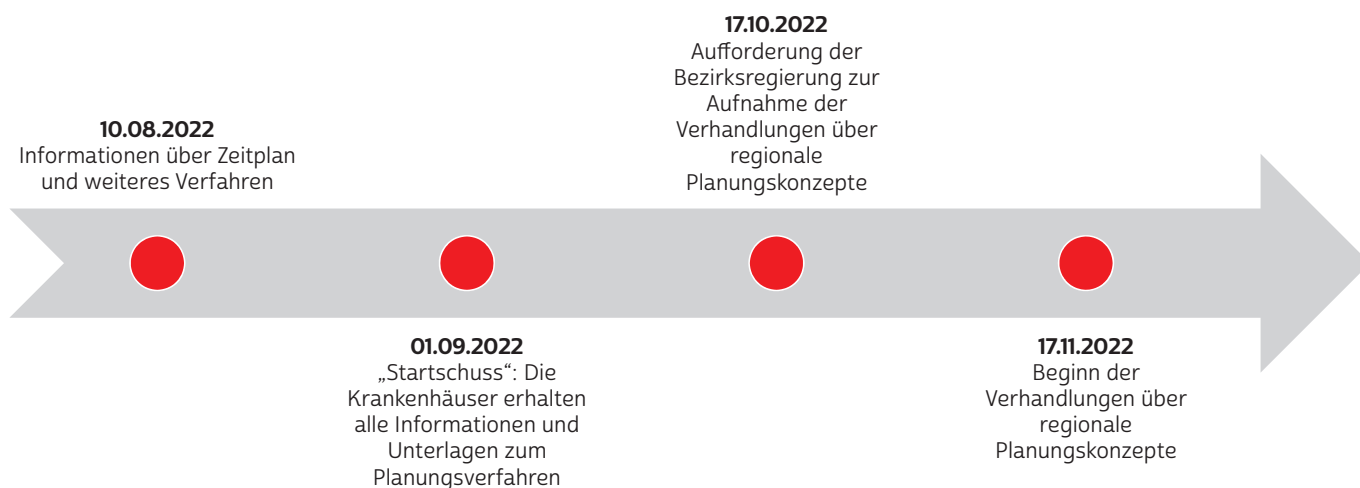 10.08.2022
Informationen über Zeitplan
und weiteres Verfahren
01.09.2022
„Startschuss“: Die
Krankenhäuser erhalten
alle Informationen und
Unterlagen zum
Planungsverfahren
17.10.2022
Aufforderung der
Bezirksregierung zur
Aufnahme der
Verhandlungen über
regionale
Planungskonzepte
17.11.2022
Beginn der
Verhandlungen über
regionale
Planungskonzepte